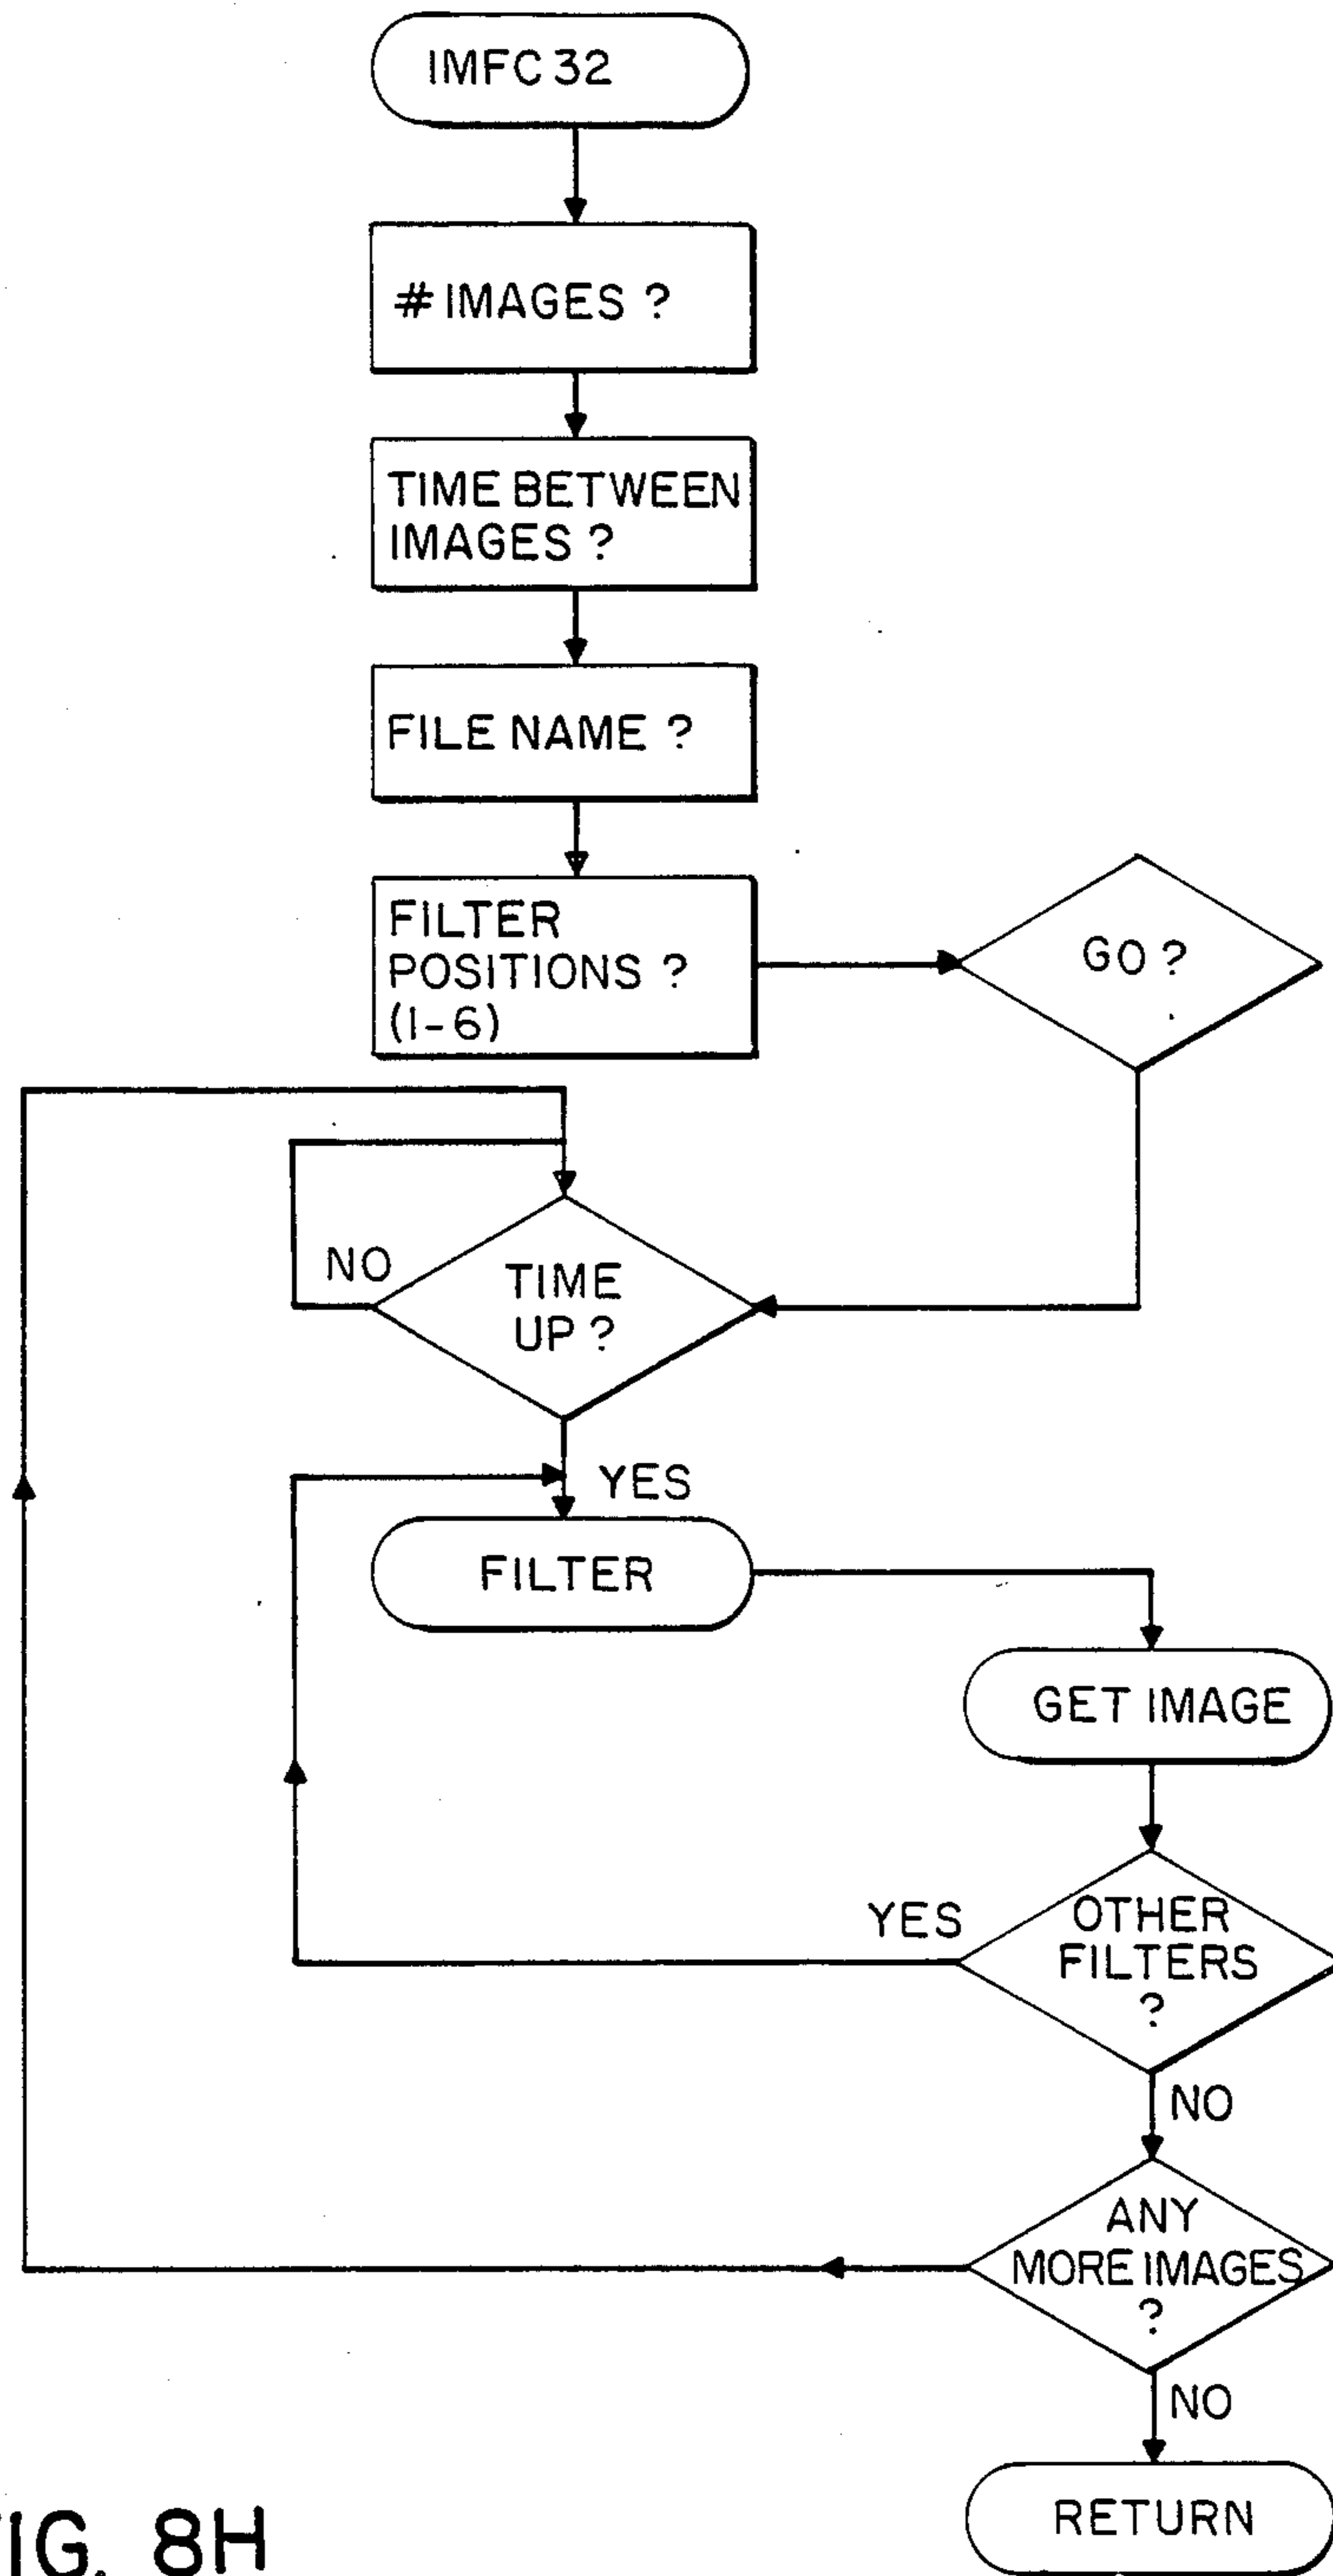 IMFC 32
# IMAGES ?
TIME BETWEEN
IMAGES ?
FILE NAME ?
FILTER
POSITIONS ?
(1-6)
GO ?
NO
TIME
UP ?
YES
FILTER
GET IMAGE
YES
OTHER
FILTERS
?
NO
ANY
MORE IMAGES
?
NO
RETURN
IG. 8H